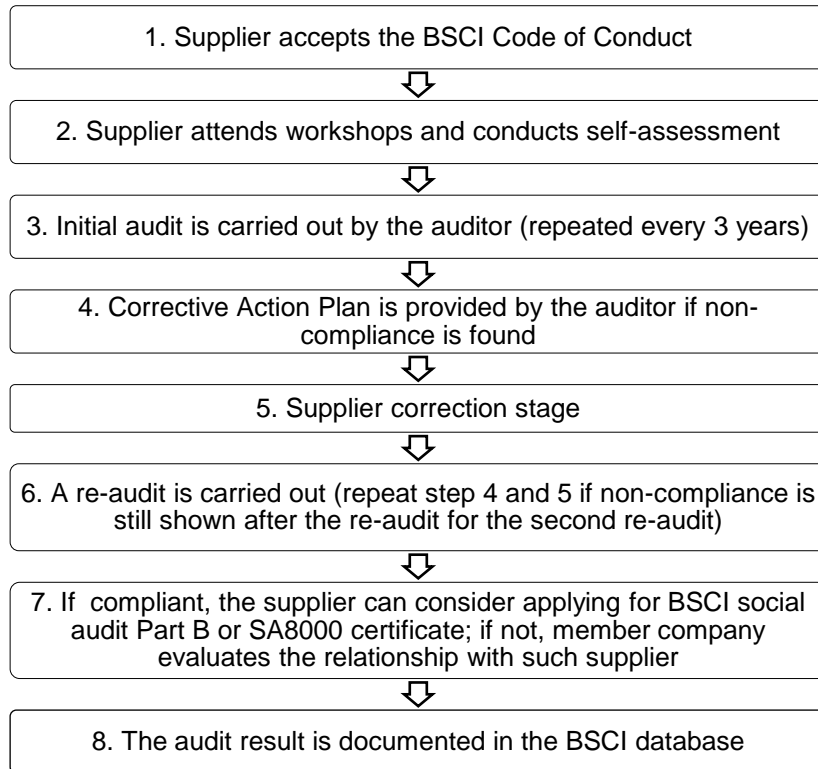 1. Supplier accepts the BSCI Code of Conduct
2. Supplier attends workshops and conducts self-assessment
3. Initial audit is carried out by the auditor (repeated every 3 years)
4. Corrective Action Plan is provided by the auditor if non-
compliance is found
5. Supplier correction stage
6. A re-audit is carried out (repeat step 4 and 5 if non-compliance is
still shown after the re-audit for the second re-audit)
7. If  compliant, the supplier can consider applying for BSCI social
audit Part B or SA8000 certificate; if not, member company
evaluates the relationship with such supplier
8. The audit result is documented in the BSCI database